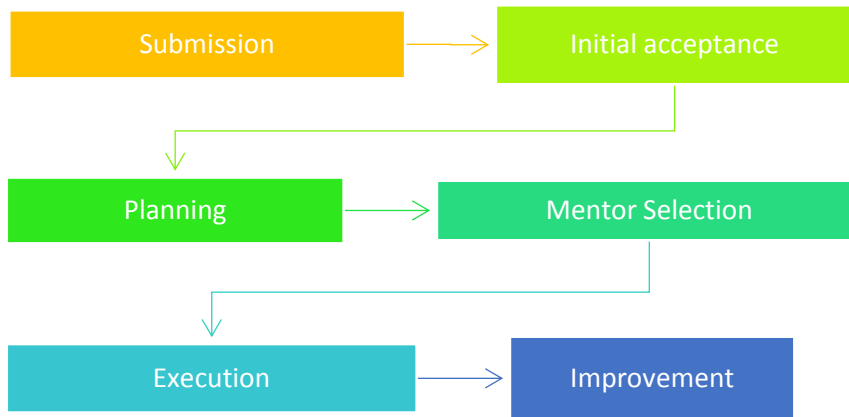 Submission
Initial acceptance
Planning
Mentor Selection
Execution
Improvement